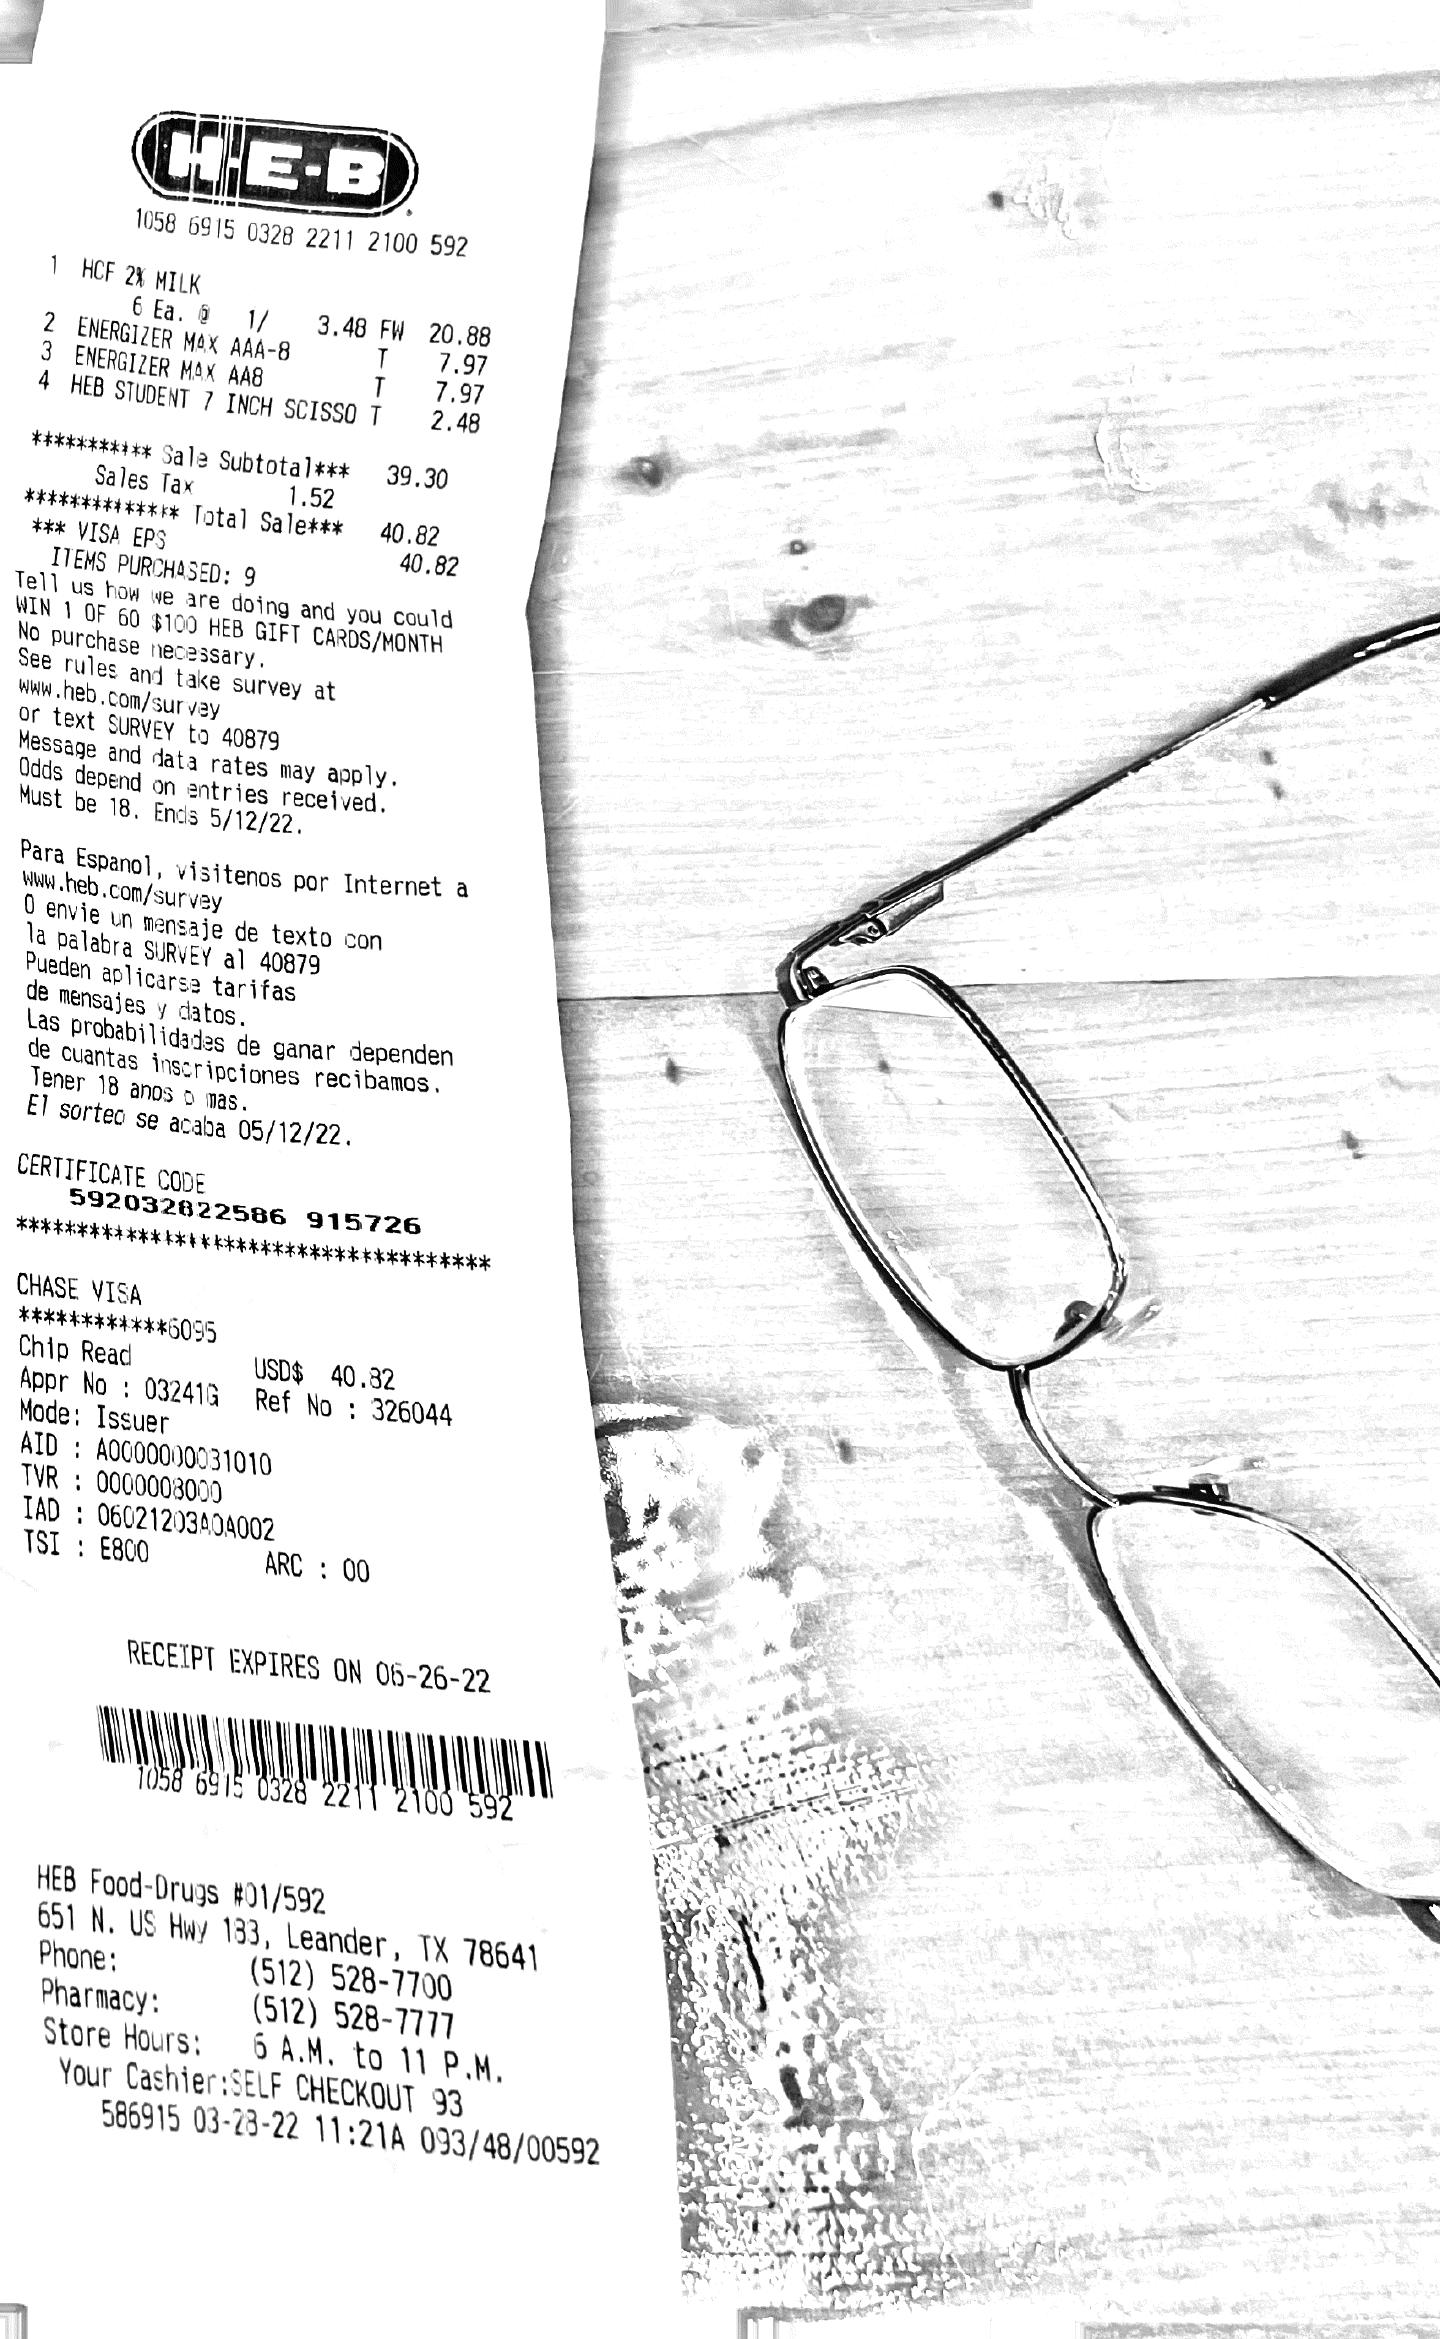 H-E-B
1058 6915 0328 2211 2100 592
1 HCF 2% MILK
6 Ea. @ 1/ 3.48 FW 20.88
2 ENERGIZER MAX AAA-8 T 7.97
3 ENERGIZER MAX AA8 T 7.97
4 HEB STUDENT 7 INCH SCISSO T 2.48
*********** Sale Subtotal*** 39.30
Sales Tax 1.52
************** Total Sale*** 40.82
*** VISA EPS 40.82
ITEMS PURCHASED: 9
Tell us how we are doing and you could
WIN 1 OF 60 $100 HEB GIFT CARDS/MONTH
No purchase necessary.
See rules and take survey at
www.heb.com/survey
or text SURVEY to 40879
Message and data rates may apply.
Odds depend on entries received.
Must be 18. Ends 5/12/22.
Para Espanol, visitenos por Internet a
www.heb.com/survey
O envie un mensaje de texto con
la palabra SURVEY al 40879
Pueden aplicarse tarifas
de mensajes y datos.
Las probabilidades de ganar dependen
de cuantas inscripciones recibamos.
Tener 18 anos o mas.
El sorteo se acaba 05/12/22.
CERTIFICATE CODE
592032822586 915726
***************************************
CHASE VISA
************6095
Chip Read USD$ 40.82
Appr No : 03241G Ref No : 326044
Mode: Issuer
AID : A0000000031010
TVR : 0000008000
IAD : 06021203A0A002
TSI : E800 ARC : 00
RECEIPT EXPIRES ON 06-26-22
1058 6915 0328 2211 2100 592
HEB Food-Drugs #01/592
651 N. US Hwy 183, Leander, TX 78641
Phone: (512) 528-7700
Pharmacy: (512) 528-7777
Store Hours: 6 A.M. to 11 P.M.
Your Cashier:SELF CHECKOUT 93
586915 03-28-22 11:21A 093/48/00592